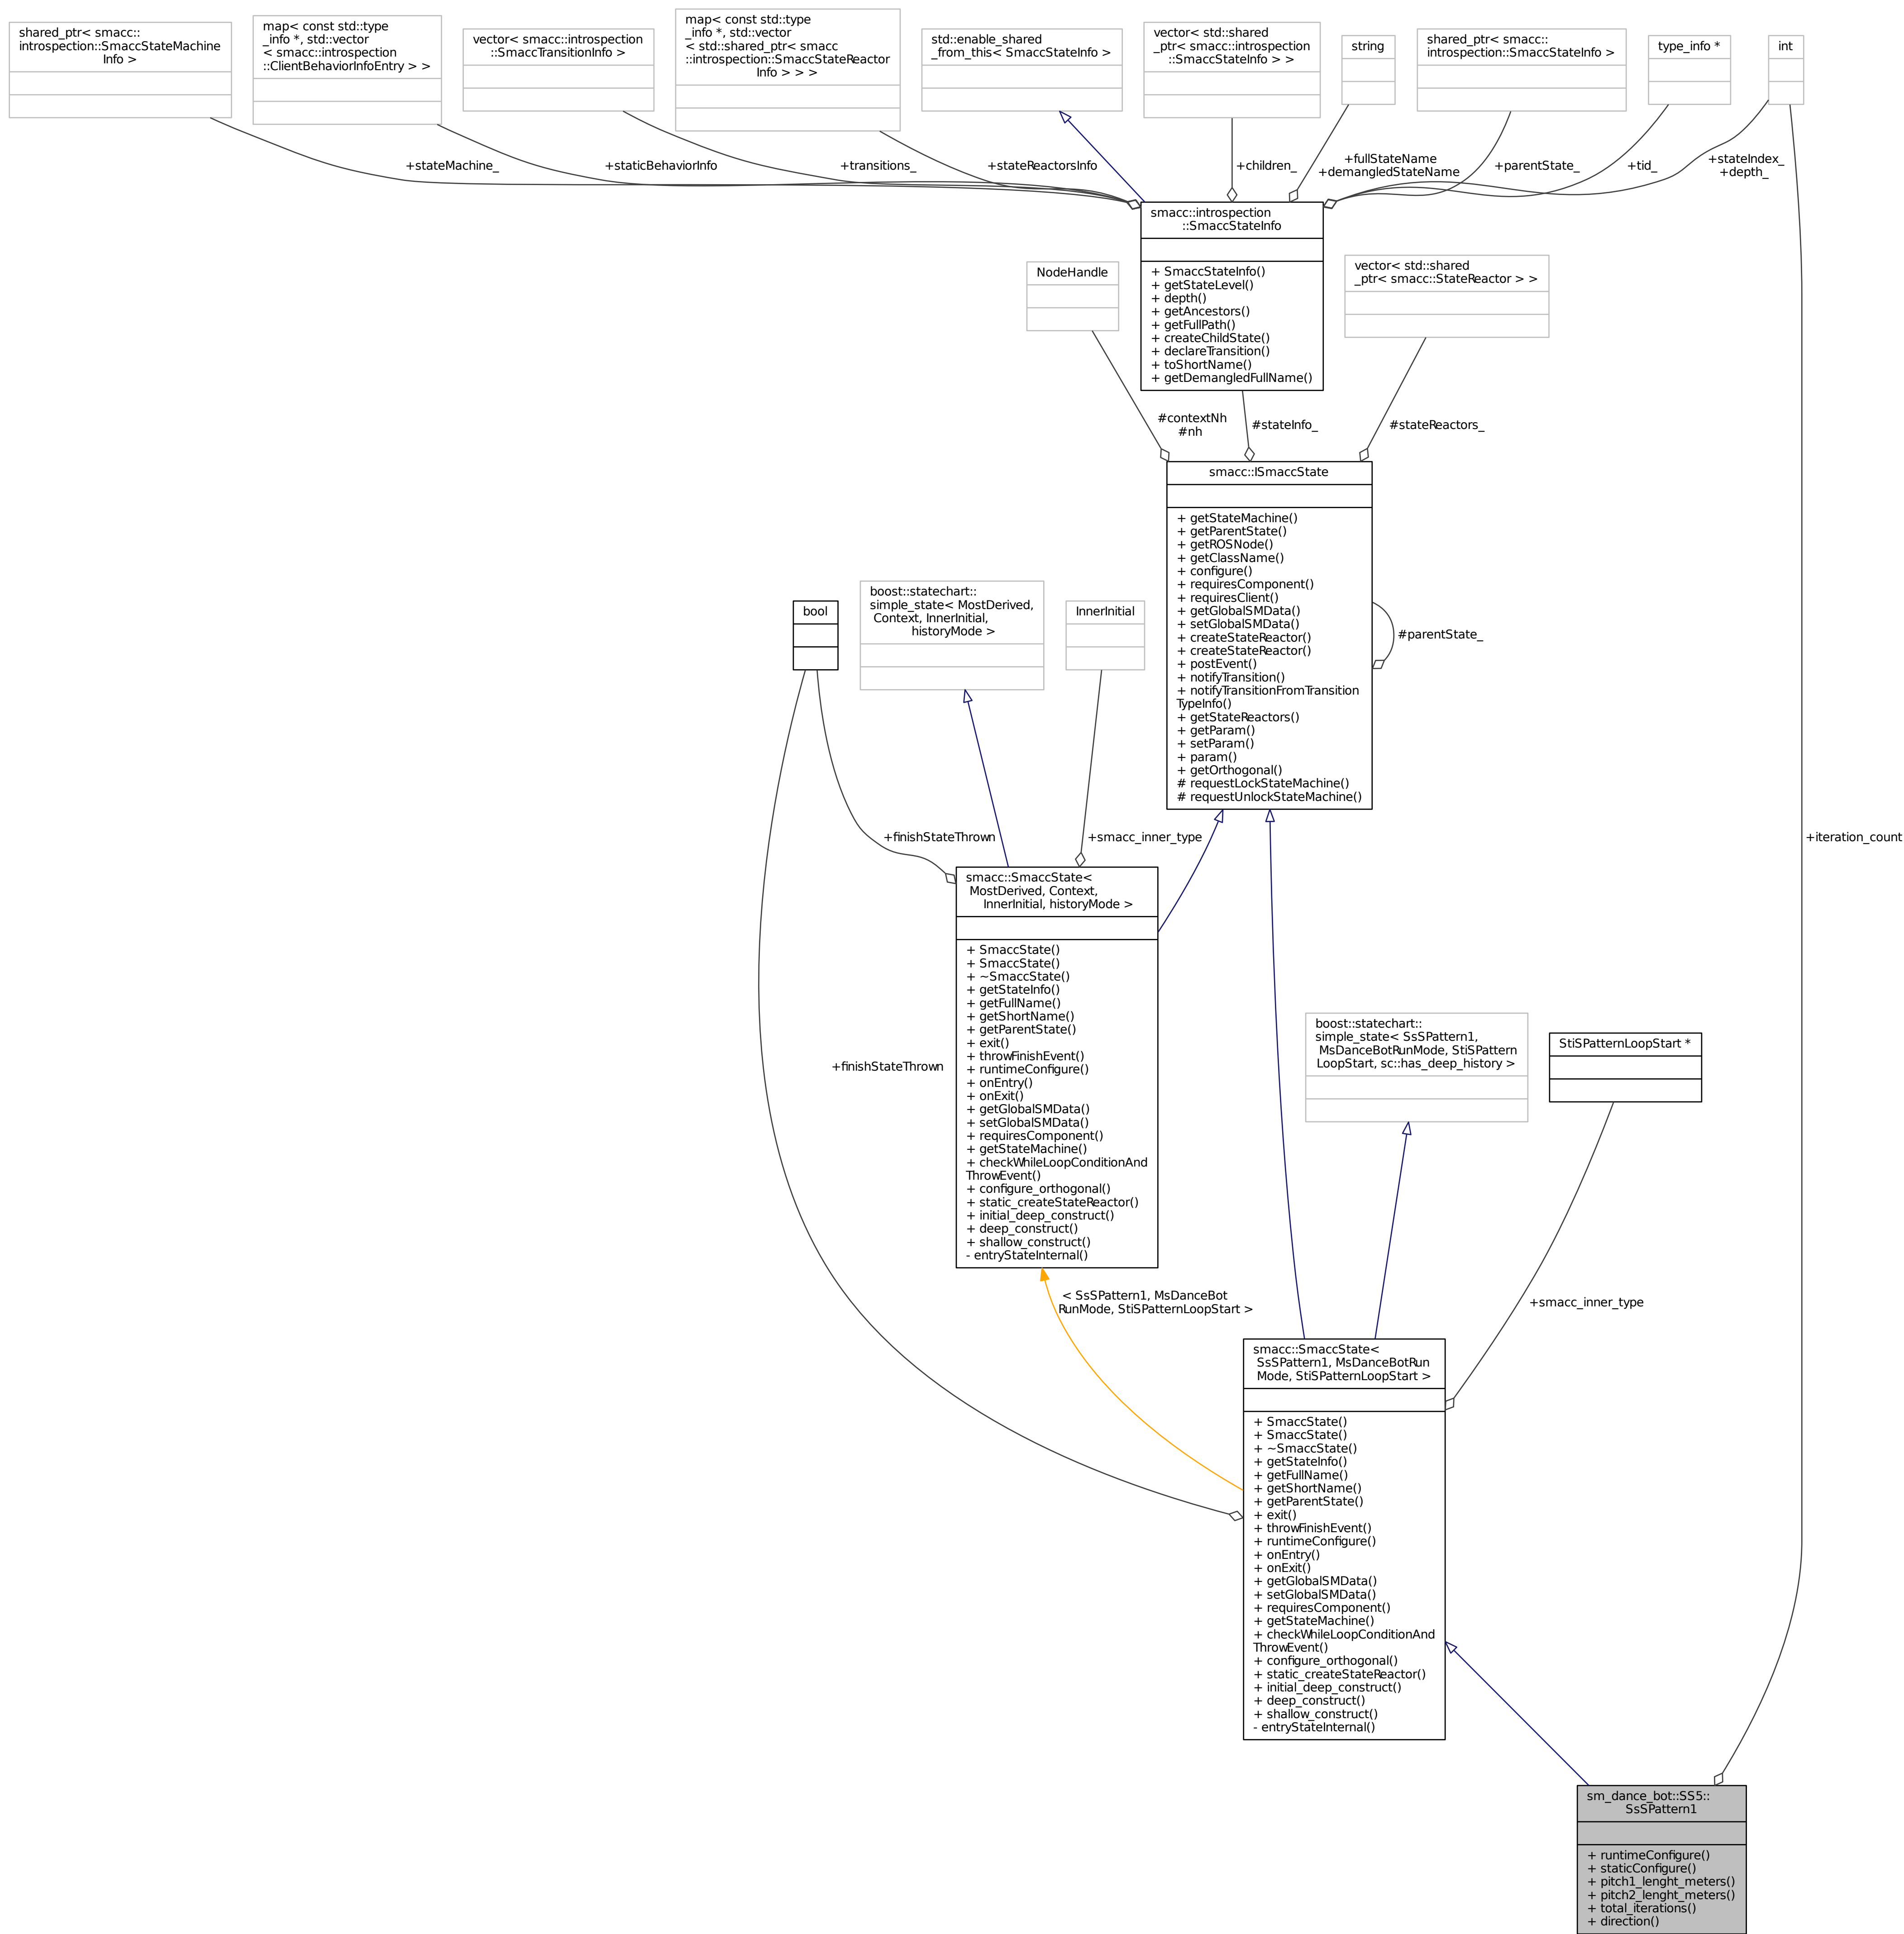 shared_ptr< smacc::
introspection::SmaccStateMachine
Info >
map< const std::type
_info *, std::vector
< smacc::introspection
::ClientBehaviorInfoEntry > >
vector< smacc::introspection
::SmaccTransitionInfo >
map< const std::type
_info *, std::vector
< std::shared_ptr< smacc
::introspection::SmaccStateReactor
Info > > >
std::enable_shared
_from_this< SmaccStateInfo >
vector< std::shared
_ptr< smacc::introspection
::SmaccStateInfo > >
string
shared_ptr< smacc::
introspection::SmaccStateInfo >
type_info *
int
+stateMachine_
+staticBehaviorInfo
+transitions_
+stateReactorsInfo
+children_
+fullStateName
+demangledStateName
+parentState_
+tid_
+stateIndex_
+depth_
smacc::introspection
::SmaccStateInfo
+ SmaccStateInfo()
+ getStateLevel()
+ depth()
+ getAncestors()
+ getFullPath()
+ createChildState()
+ declareTransition()
+ toShortName()
+ getDemangledFullName()
NodeHandle
vector< std::shared
_ptr< smacc::StateReactor > >
#contextNh
#nh
#stateInfo_
#stateReactors_
smacc::ISmaccState
+ getStateMachine()
+ getParentState()
+ getROSNode()
+ getClassName()
+ configure()
+ requiresComponent()
+ requiresClient()
+ getGlobalSMData()
+ setGlobalSMData()
+ createStateReactor()
+ createStateReactor()
+ postEvent()
+ notifyTransition()
+ notifyTransitionFromTransition
TypeInfo()
+ getStateReactors()
+ getParam()
+ setParam()
+ param()
+ getOrthogonal()
# requestLockStateMachine()
# requestUnlockStateMachine()
#parentState_
bool
boost::statechart::
simple_state< MostDerived,
Context, InnerInitial,
historyMode >
InnerInitial
+finishStateThrown
+smacc_inner_type
+iteration_count
smacc::SmaccState<
MostDerived, Context,
InnerInitial, historyMode >
+ SmaccState()
+ SmaccState()
+ ~SmaccState()
+ getStateInfo()
+ getFullName()
+ getShortName()
+ getParentState()
+ exit()
+ throwFinishEvent()
+ runtimeConfigure()
+ onEntry()
+ onExit()
+ getGlobalSMData()
+ setGlobalSMData()
+ requiresComponent()
+ getStateMachine()
+ checkWhileLoopConditionAnd
ThrowEvent()
+ configure_orthogonal()
+ static_createStateReactor()
+ initial_deep_construct()
+ deep_construct()
+ shallow_construct()
- entryStateInternal()
+finishStateThrown
boost::statechart::
simple_state< SsSPattern1,
MsDanceBotRunMode, StiSPattern
LoopStart, sc::has_deep_history >
StiSPatternLoopStart *
< SsSPattern1, MsDanceBot
RunMode, StiSPatternLoopStart >
+smacc_inner_type
smacc::SmaccState<
SsSPattern1, MsDanceBotRun
Mode, StiSPatternLoopStart >
+ SmaccState()
+ SmaccState()
+ ~SmaccState()
+ getStateInfo()
+ getFullName()
+ getShortName()
+ getParentState()
+ exit()
+ throwFinishEvent()
+ runtimeConfigure()
+ onEntry()
+ onExit()
+ getGlobalSMData()
+ setGlobalSMData()
+ requiresComponent()
+ getStateMachine()
+ checkWhileLoopConditionAnd
ThrowEvent()
+ configure_orthogonal()
+ static_createStateReactor()
+ initial_deep_construct()
+ deep_construct()
+ shallow_construct()
- entryStateInternal()
sm_dance_bot::SS5::
SsSPattern1
+ runtimeConfigure()
+ staticConfigure()
+ pitch1_lenght_meters()
+ pitch2_lenght_meters()
+ total_iterations()
+ direction()